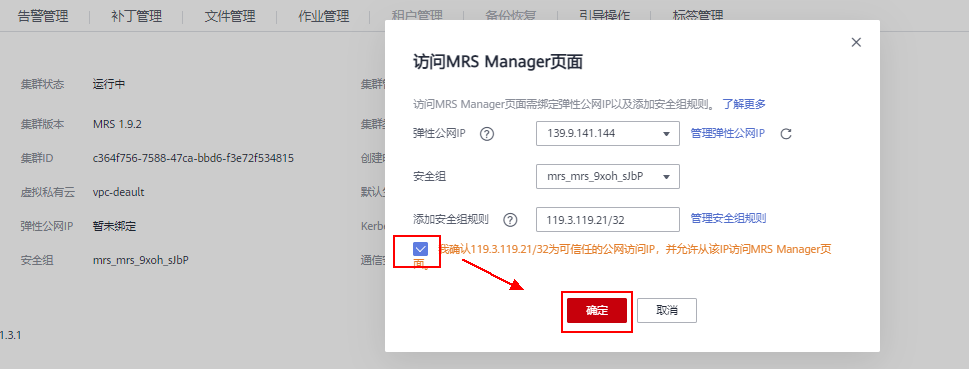 告警管理 补丁管理 文件管理 作业管理 租户管理 备份恢复 引导操作 标签管理
访问MRS Manager页面
集群状态 运行中
访问MRS Manager页面需绑定弹性公网IP以及添加安全组规则。 了解更多
集群版本 MRS 1.9.2
弹性公网IP ? 139.9.141.144 管理弹性公网IP
集群ID c364f756-7588-47ca-bbd6-f3e72f534815
创建
安全组 mrs_mrs_9xoh_sJbP
虚拟私有云 vpc-deault
默认
弹性公网IP 暂未绑定
Kerbe
添加安全组规则 ? 119.3.119.21/32 管理安全组规则
安全组 mrs_mrs_9xoh_sJbP
通信安
我确认119.3.119.21/32为可信任的公网访问IP，并允许从该IP访问MRS Manager页
面。
确定 取消
1.3.1